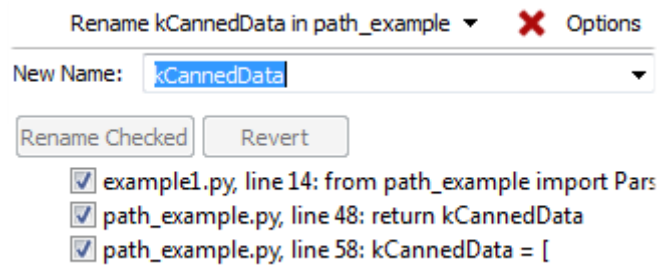 Rename kCannedData in path_example Options
New Name: kCannedData
Rename Checked Revert
example1.py, line 14: from path_example import Pars
path_example.py, line 48: return kCannedData
path_example.py, line 58: kCannedData = [